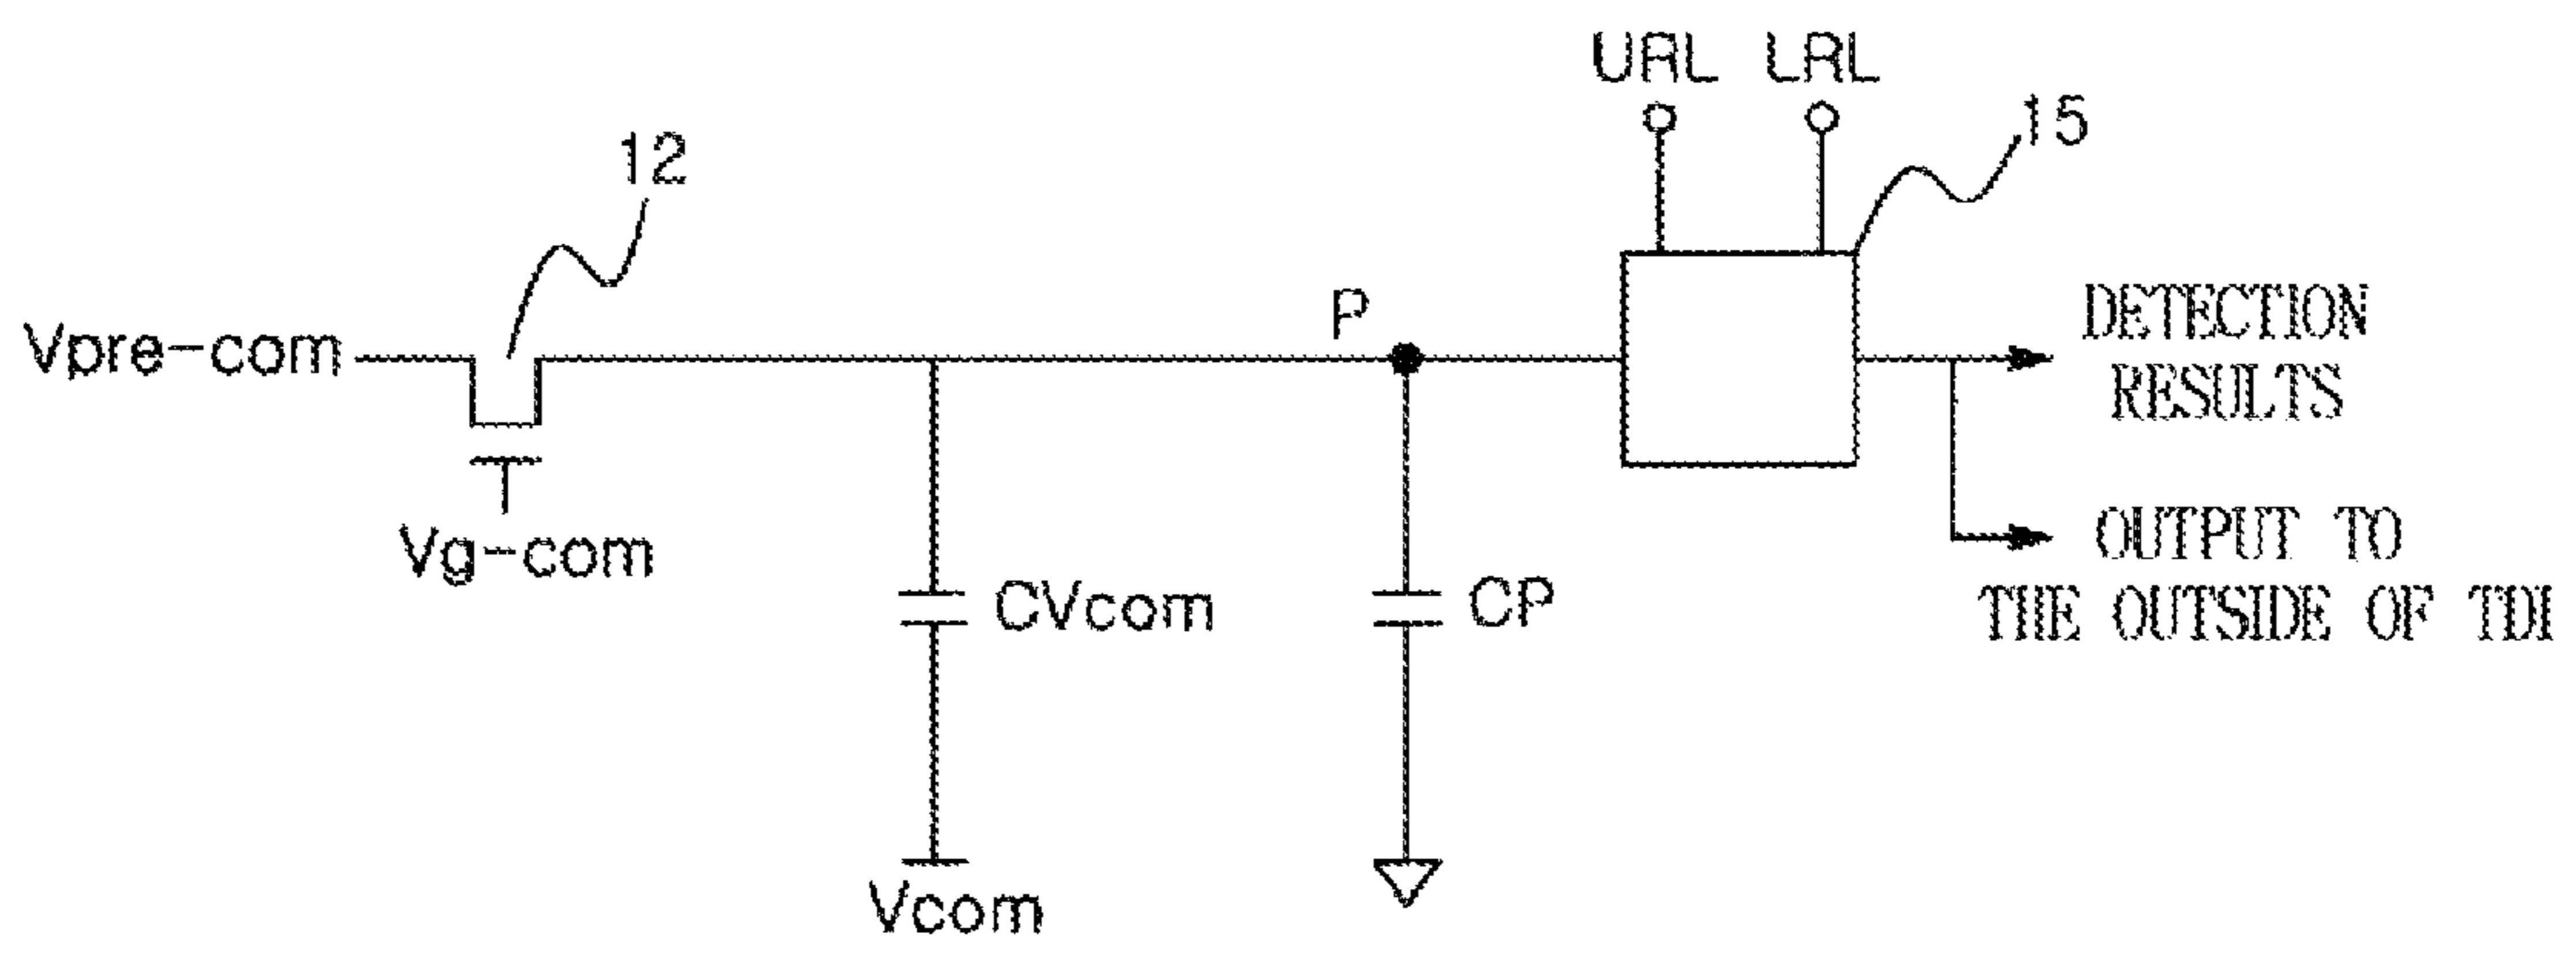 URL LRL
15
12
P
Vpre-com
DETECTION
RESULTS
Vg-com
OUTPUT TO
THE OUTSIDE OF TDI
CVcom
CP
Vcom